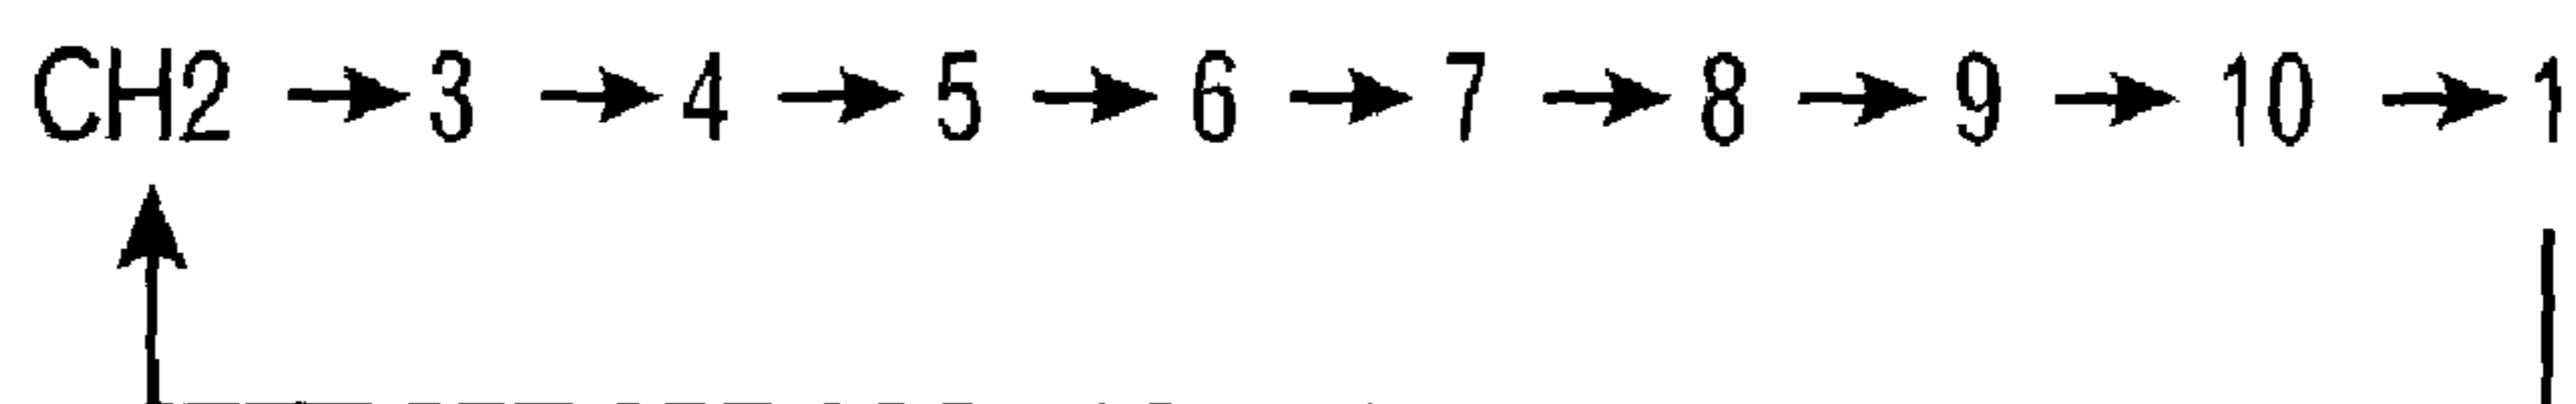 CH2 → 3 → 4 → 5 → 6 → 7 → 8 → 9 → 10 → 1